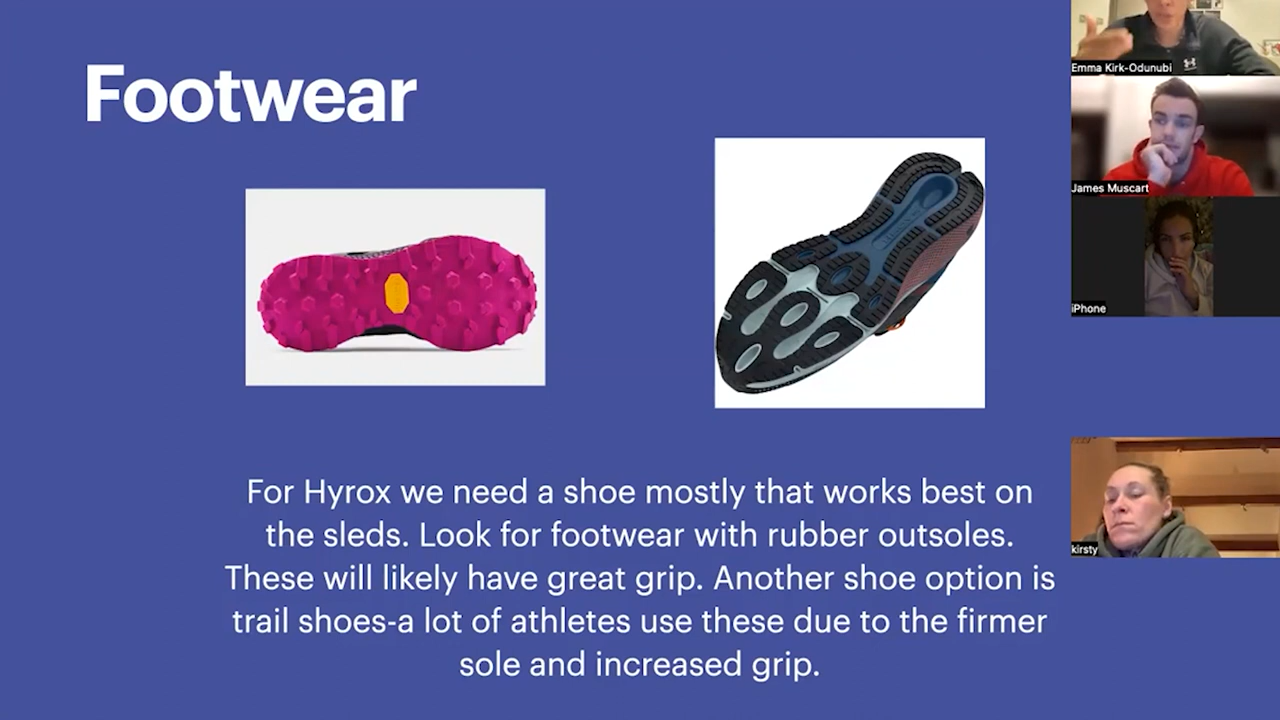 Footwear
For Hyrox we need a shoe mostly that works best on
the sleds. Look for footwear with rubber outsoles.
These will likely have great grip. Another shoe option is
trail shoes-a lot of athletes use these due to the firmer
sole and increased grip.
Emma Kirk-Odunubi
James Muscart
iPhone
kirsty